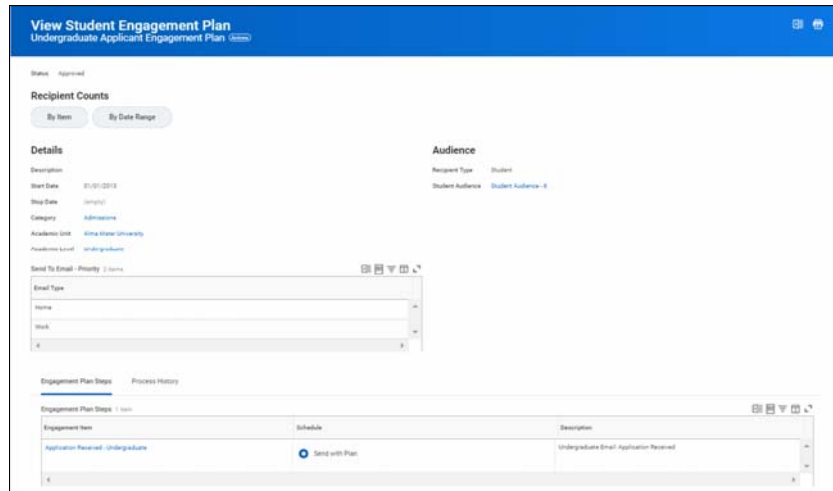 View Student Engagement Plan
Undergraduate Applicant Engagement Plan
Status Approved
Recipient Counts
By Item By Date Range
Details
Description
Start Date 01/01/2013
Stop Date (empty)
Category Admissions
Academic Unit Alma Mater University
Academic Level Undergraduate
Audience
Recipient Type Student
Student Audience Student Audience - 6
Send To Email - Priority 2 items
Email Type
Home
Work
Engagement Plan Steps Process History
Engagement Plan Steps 1 item
Engagement Item Schedule Description
Application Received - Undergraduate Send with Plan Undergraduate Email: Application Received